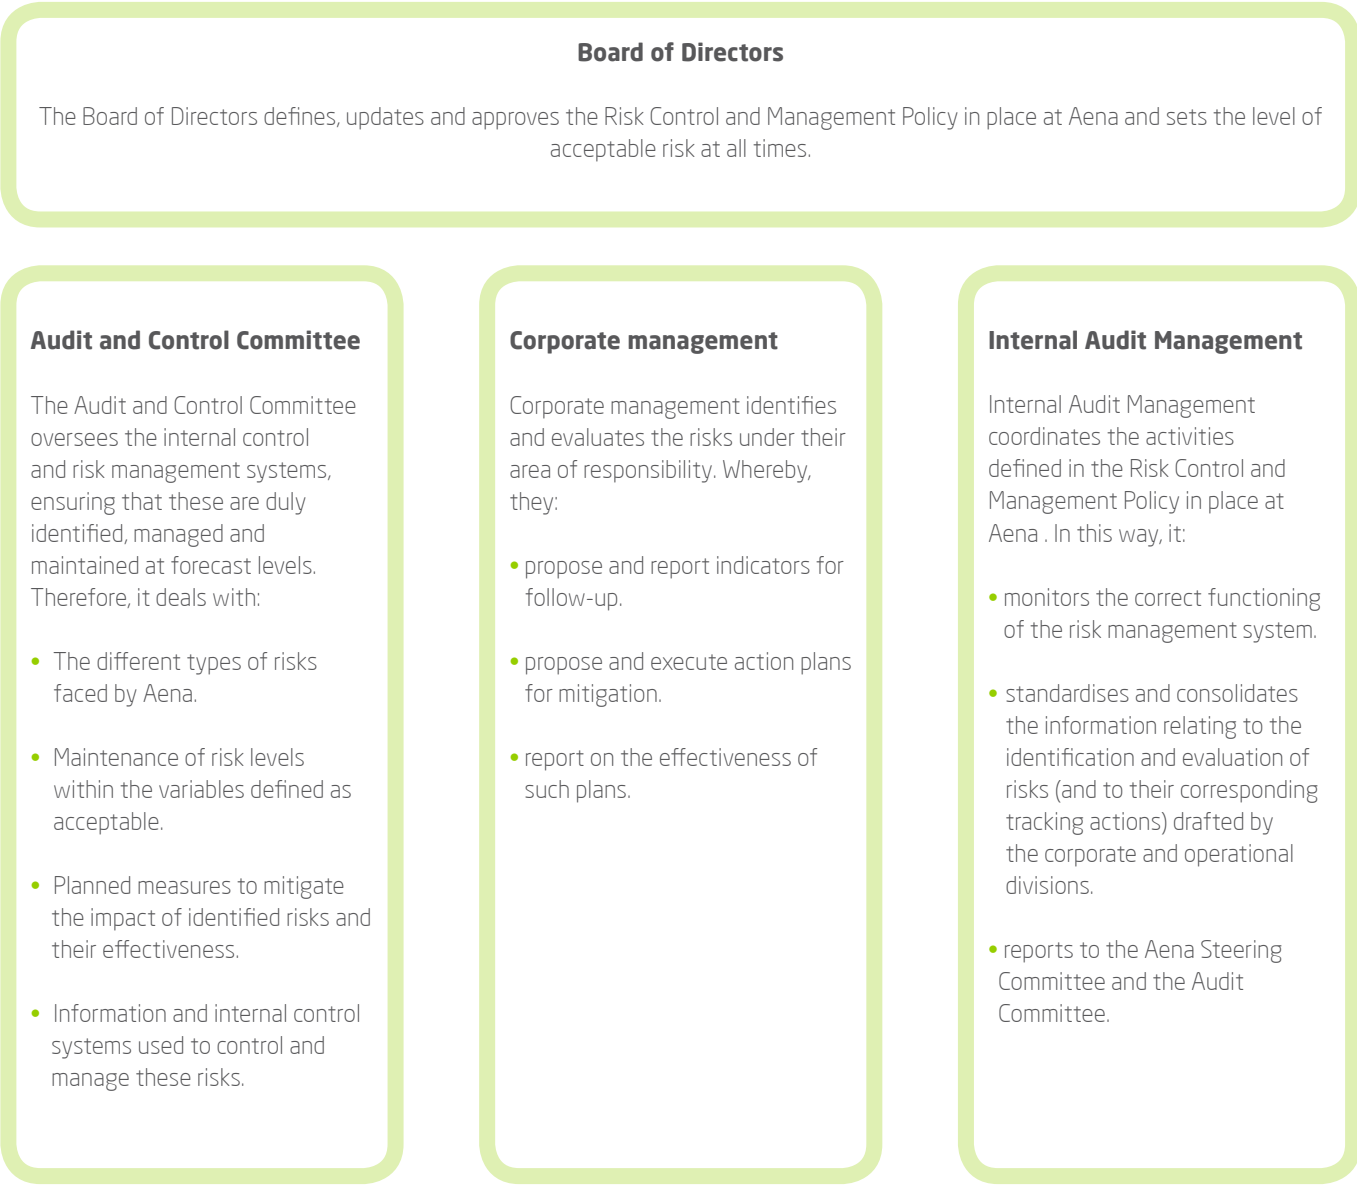 Board of Directors
The Board of Directors defines, updates and approves the Risk Control and Management Policy in place at Aena and sets the level of
acceptable risk at all times.
Audit and Control Committee
The Audit and Control Committee
oversees the internal control
and risk management systems,
ensuring that these are duly
identified, managed and
maintained at forecast levels.
Therefore, it deals with:
• The different types of risks
faced by Aena.
• Maintenance of risk levels
within the variables defined as
acceptable.
• Planned measures to mitigate
the impact of identified risks and
their effectiveness.
• Information and internal control
systems used to control and
manage these risks.
Corporate management
Corporate management identifies
and evaluates the risks under their
area of responsibility. Whereby,
they:
• propose and report indicators for
follow-up.
• propose and execute action plans
for mitigation.
• report on the effectiveness of
such plans.
Internal Audit Management
Internal Audit Management
coordinates the activities
defined in the Risk Control and
Management Policy in place at
Aena . In this way, it:
• monitors the correct functioning
of the risk management system.
• standardises and consolidates
the information relating to the
identification and evaluation of
risks (and to their corresponding
tracking actions) drafted by
the corporate and operational
divisions.
• reports to the Aena Steering
Committee and the Audit
Committee.